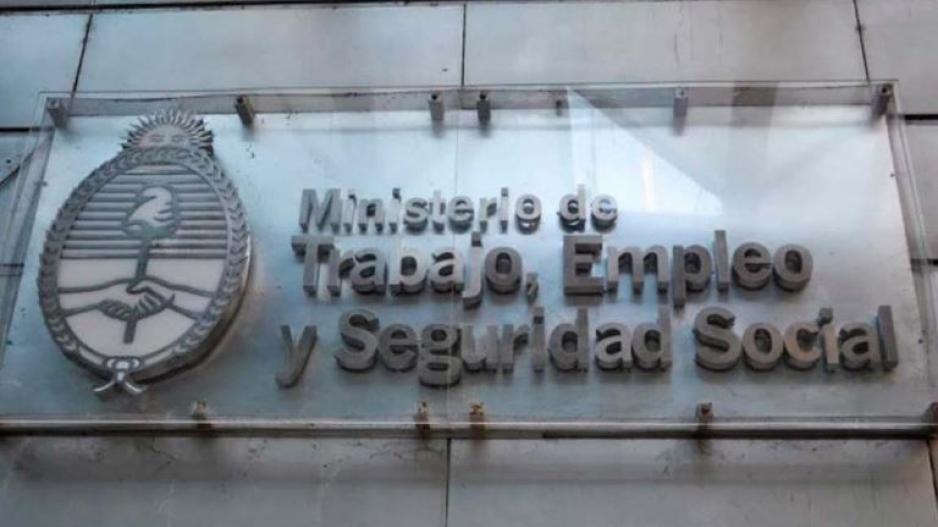 Ministerio de
Trabajo, Empleo
y Seguridad Social